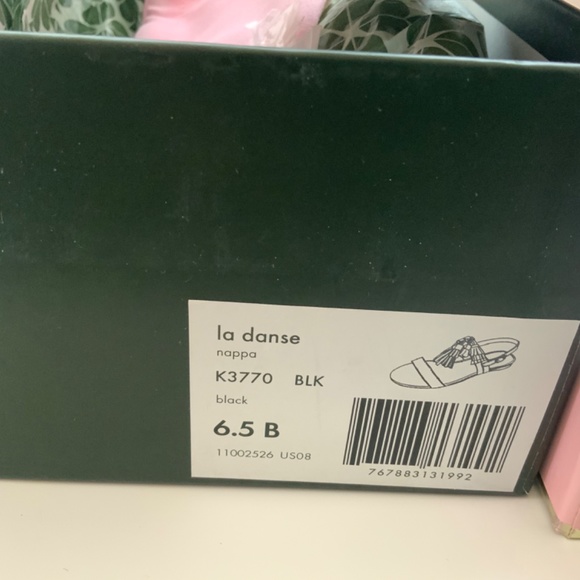 la danse
nappa
K3770 BLK
black
6.5 B
11002526 US08
767883131992